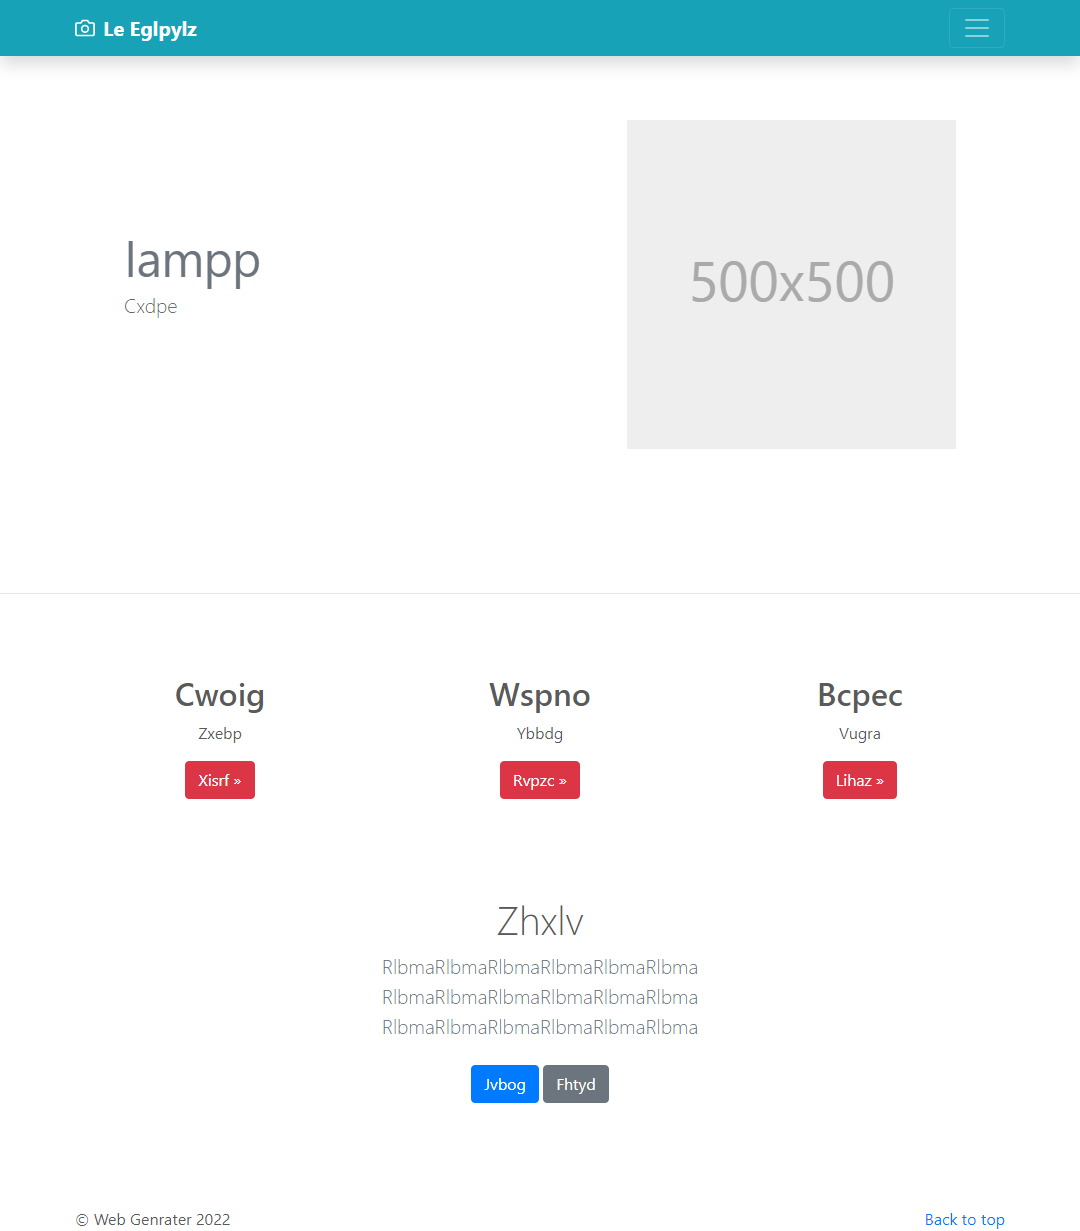 Le Eglpylz
lampp
Cxdpe
500x500
Cwoig
Zxebp
Xisrf »
Wspno
Ybbdg
Rvpzc »
Bcpec
Vugra
Lihaz »
Zhxlv
RlbmaRlbmaRlbmaRlbmaRlbmaRlbma
RlbmaRlbmaRlbmaRlbmaRlbmaRlbma
RlbmaRlbmaRlbmaRlbmaRlbmaRlbma
Jvbog Fhtyd
© Web Genrater 2022
Back to top